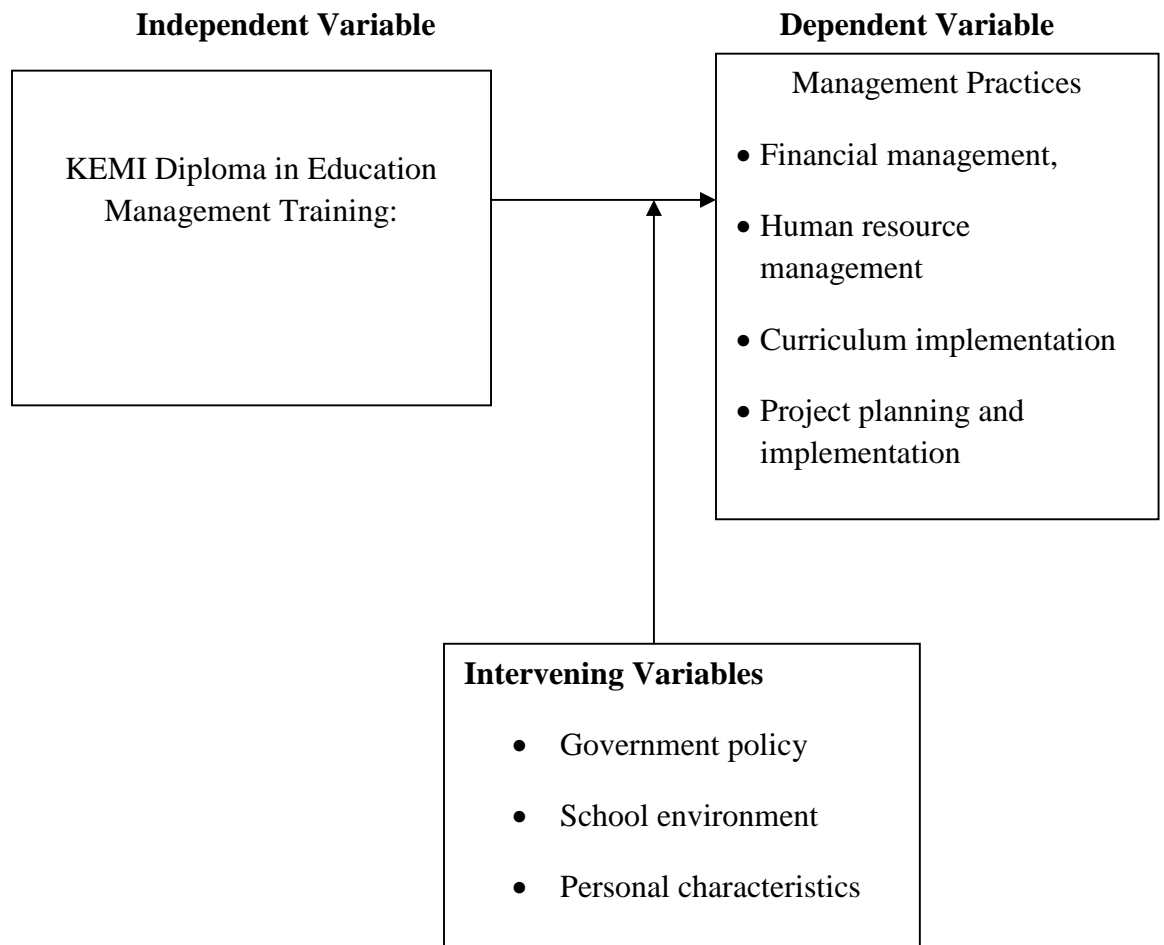 Independent Variable
Dependent Variable
KEMI Diploma in Education
Management Training:
Management Practices
• Financial management,
• Human resource
management
• Curriculum implementation
• Project planning and
implementation
Intervening Variables
• Government policy
• School environment
• Personal characteristics